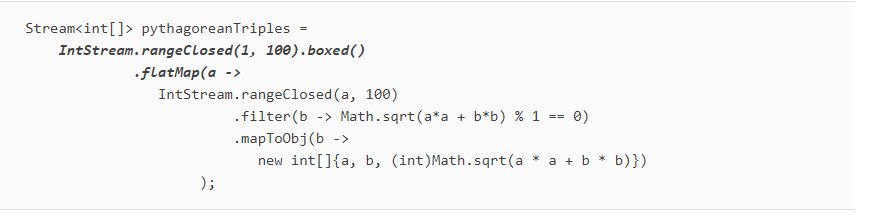 Stream<int[]> pythagoreanTriples =
IntStream.rangeClosed(1, 100).boxed()
.flatMap(a ->
IntStream.rangeClosed(a, 100)
.filter(b -> Math.sqrt(a*a + b*b) % 1 == 0)
.mapToObj(b ->
new int[]{a, b, (int)Math.sqrt(a * a + b * b)})
);